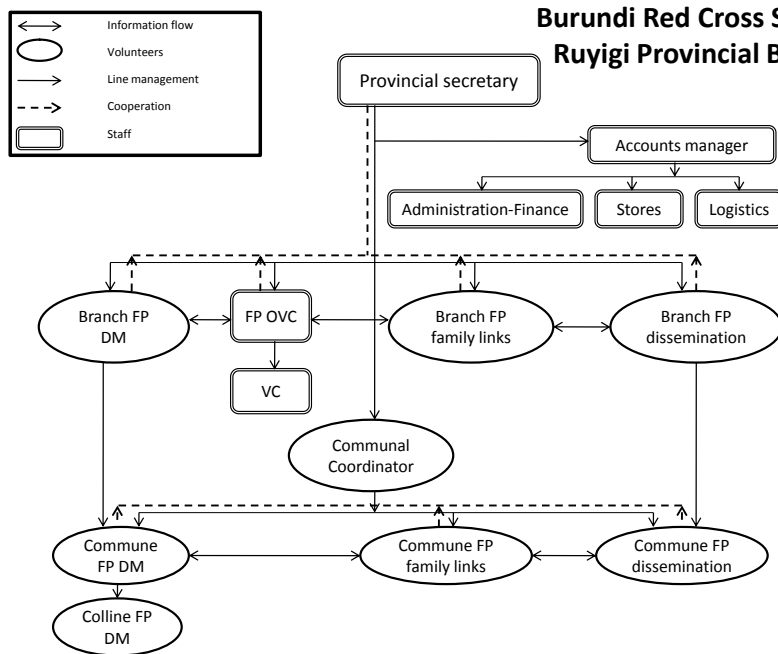 Burundi Red Cross
Ruyigi Provincial
Information flow
Volunteers
Line management
Cooperation
Staff
Provincial secretary
Accounts manager
Administration-Finance
Stores
Logistics
Branch FP
DM
FP OVC
Branch FP
family links
Branch FP
dissemination
VC
Communal
Coordinator
Commune
FP DM
Commune FP
family links
Commune FP
dissemination
Colline FP
DM